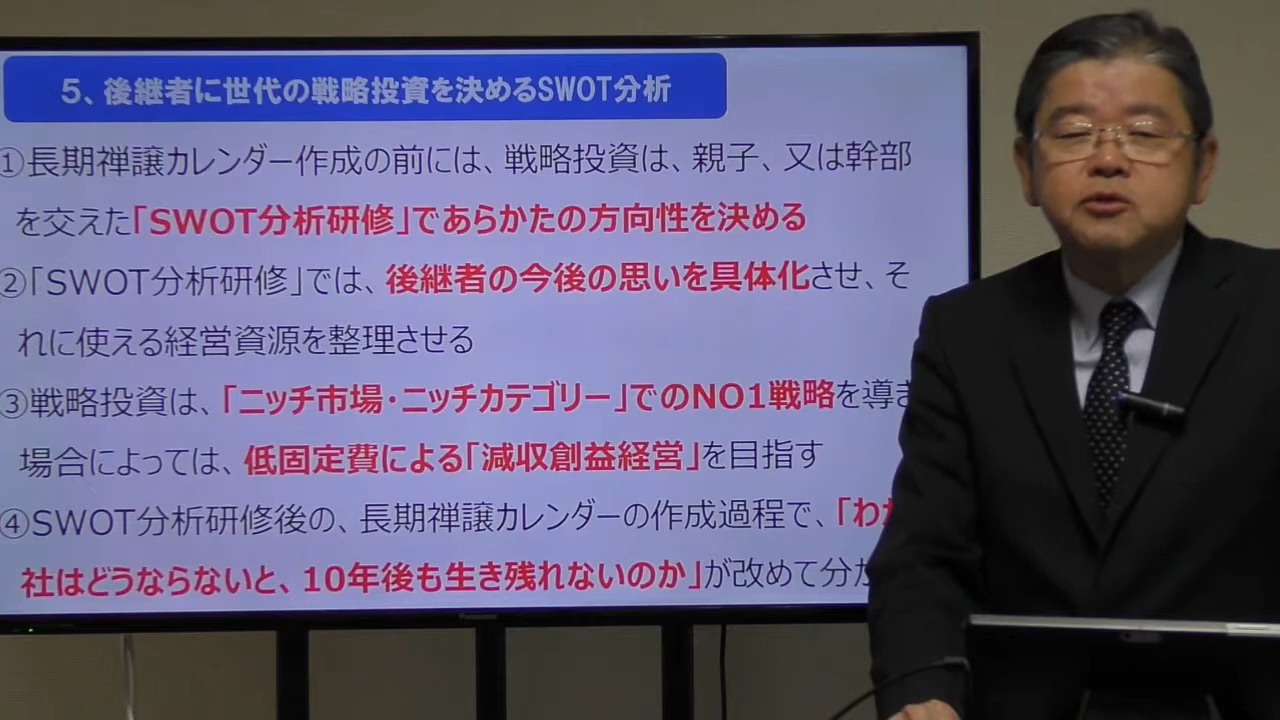 5、後継者に世代の戦略投資を決めるSWOT分析
①長期禅譲カレンダー作成の前には、戦略投資は、親子、又は幹部
を交えた「SWOT分析研修」であらかたの方向性を決める
②「SWOT分析研修」では、後継者の今後の思いを具体化させ、そ
れに使える経営資源を整理させる
③戦略投資は、「ニッチ市場・ニッチカテゴリー」でのNO1戦略を導き
場合によっては、低固定費による「減収創益経営」を目指す
④SWOT分析研修後の、長期禅譲カレンダーの作成過程で、「わが
社はどうならないと、10年後も生き残れないのか」が改めて分か
Panasonic